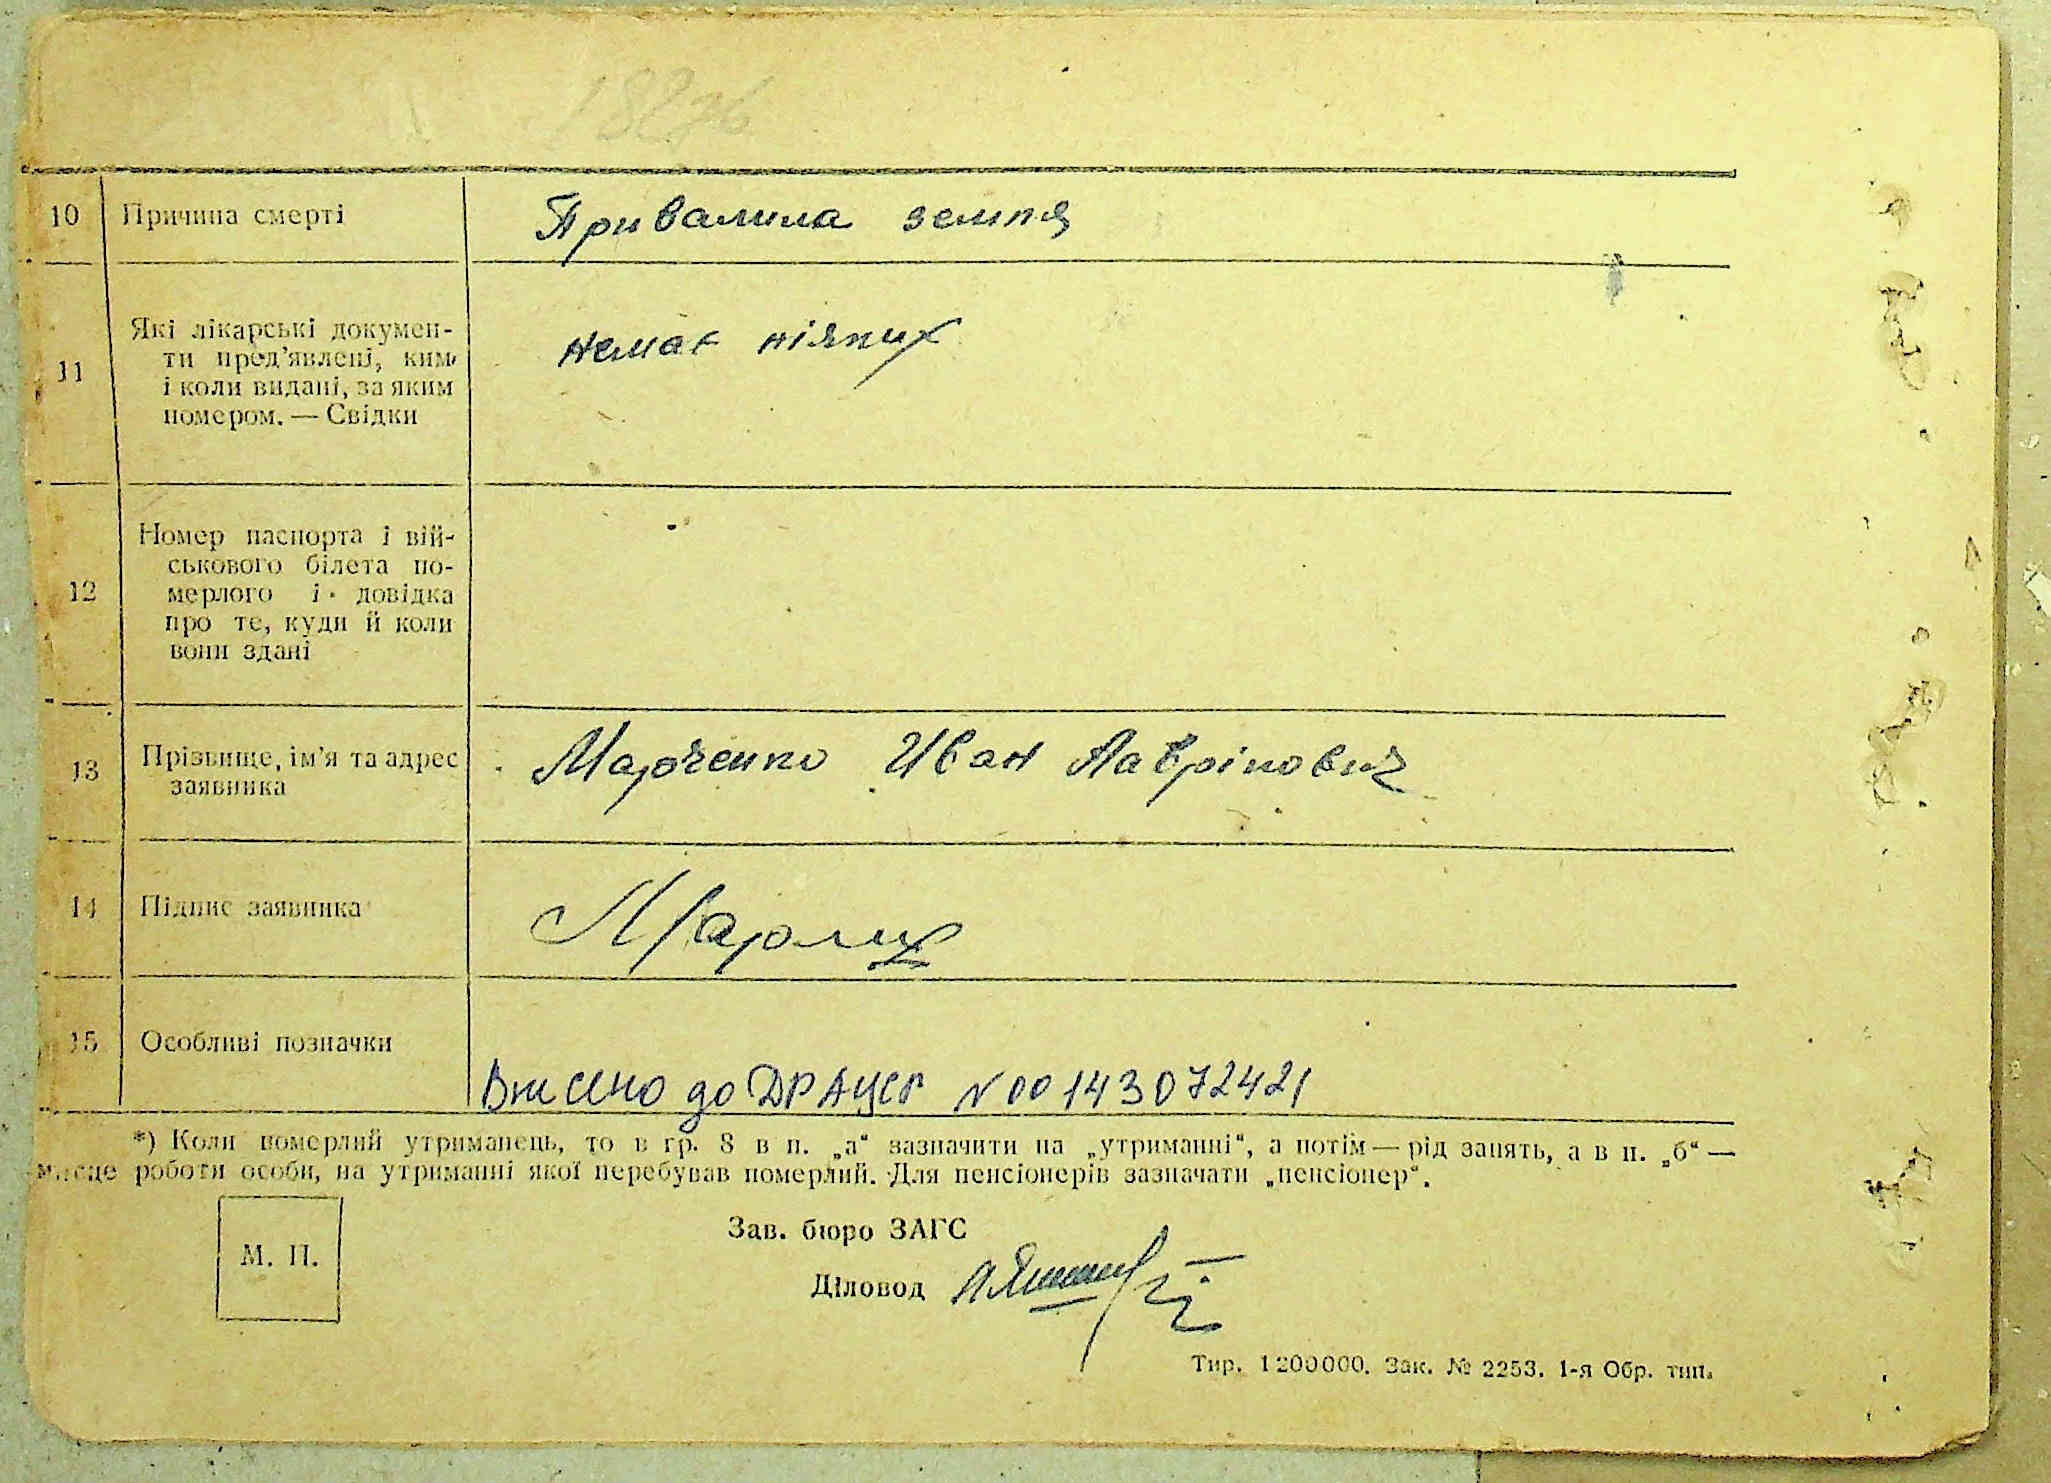 18276
10 Причина смерті Привалила земля
11 Які лікарські докумен-
ти пред’явлені, ким
і коли видані, за яким
номером. — Свідки
немає ніяких
12 Номер паспорта і вій-
ськового білета по-
мерлого і довідка
про те, куди й коли
вони здані
13 Прізвище, ім’я та адрес
заявника
Марченко Иван Лаврінович
14 Підпис заявника
15 Особливі позначки
Внесено до ДРАЦСГ N 00143072421
*) Коли померлий утриманець, то в гр. 8 в п. „а“ зазначити на „утриманні“, а потім — рід занять, а в п. „б“ —
місце роботи особи, на утриманні якої перебував померлий. Для пенсіонерів зазначати „пенсіонер“.
М. П.
Зав. бюро ЗАГС
Діловод
Тир. 1200000. Зак. № 2253. 1-я Обр. тип.